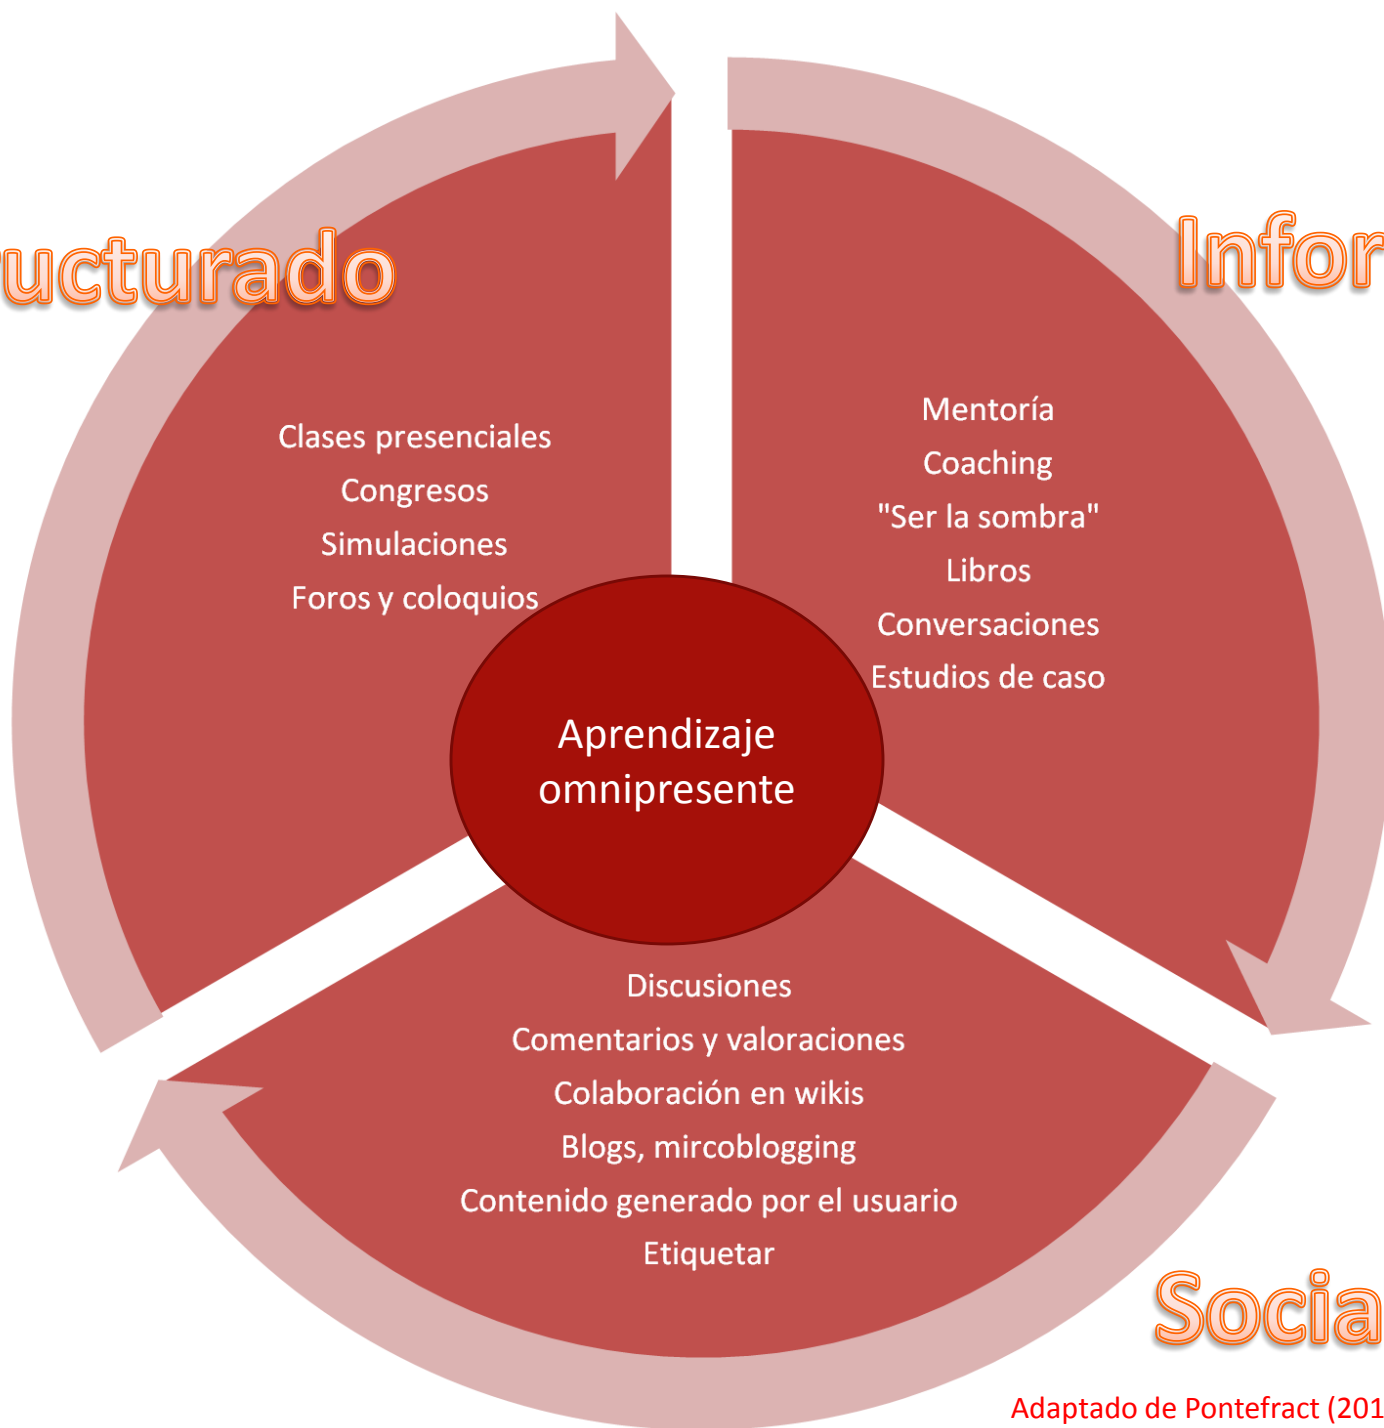 ructurado
Infor
Clases presenciales
Congresos
Simulaciones
Foros y coloquios
Mentoría
Coaching
"Ser la sombra"
Libros
Conversaciones
Estudios de caso
Aprendizaje
omnipresente
Discusiones
Comentarios y valoraciones
Colaboración en wikis
Blogs, mircoblogging
Contenido generado por el usuario
Etiquetar
Socia
Adaptado de Pontefract (201